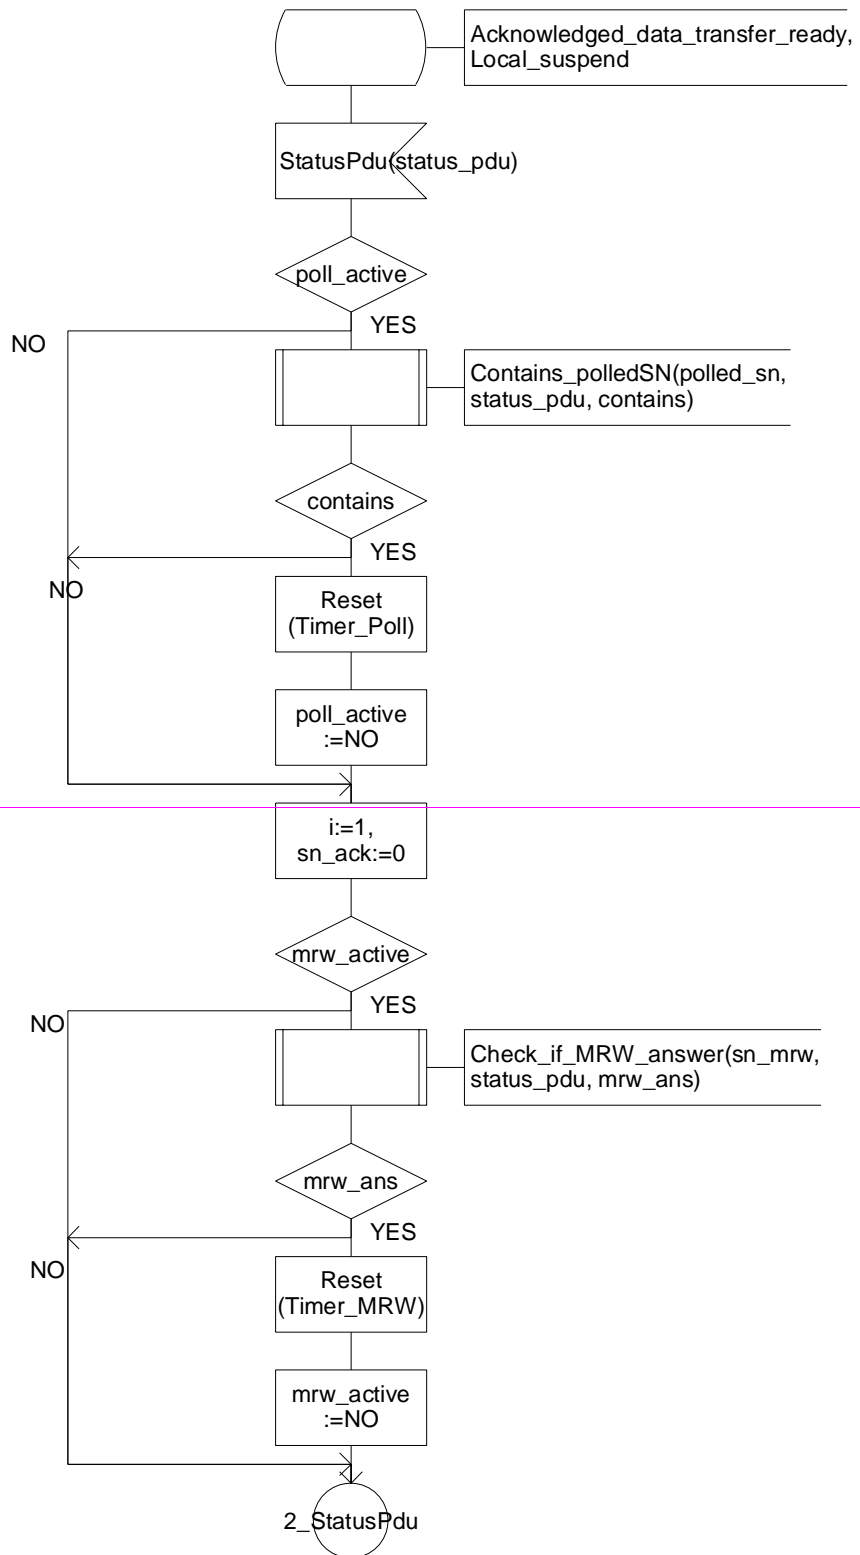 Acknowledged_data_transfer_ready,
Local_suspend
StatusPdu(status_pdu)
poll_active
YES
NO
Contains_polledSN(polled_sn,
status_pdu, contains)
contains
YES
NO
Reset
(Timer_Poll)
poll_active
:=NO
i:=1,
sn_ack:=0
mrw_active
YES
NO
Check_if_MRW_answer(sn_mrw,
status_pdu, mrw_ans)
mrw_ans
YES
NO
Reset
(Timer_MRW)
mrw_active
:=NO
2_StatusPdu